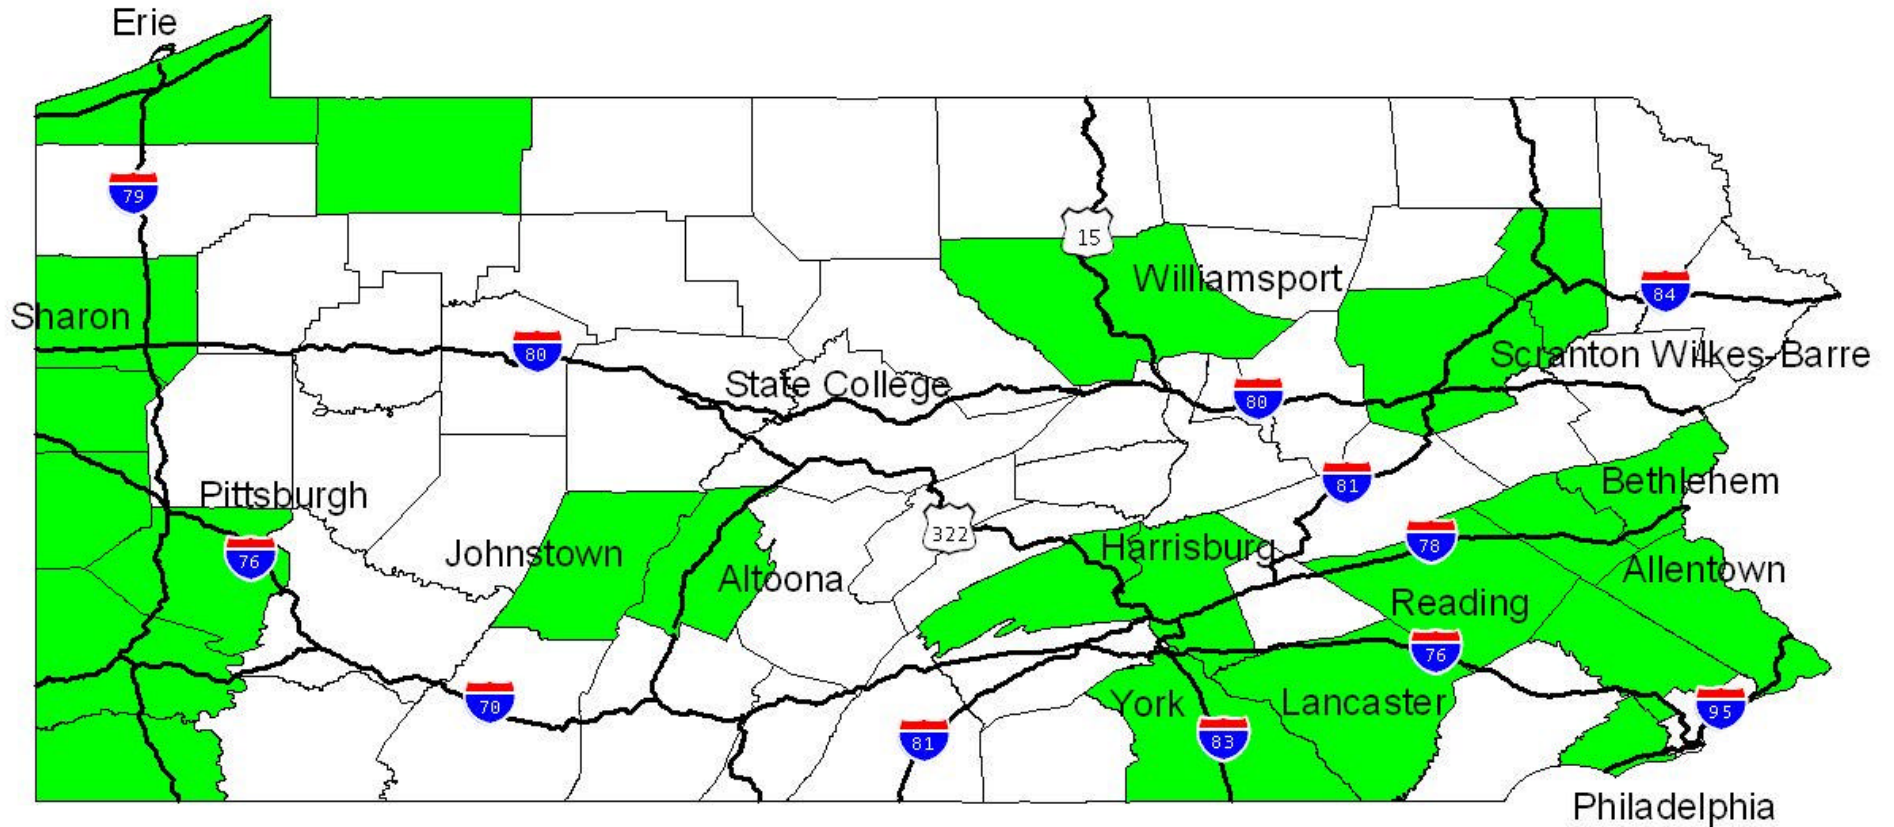 Erie
79
15
Williamsport
84
Sharon
80
Scranton Wilkes-Barre
State College
80
81
Bethlehem
Pittsburgh
322
76
Johnstown
Altoona
Harrisburg
78
Allentown
Reading
76
70
York
Lancaster
95
81
83
Philadelphia